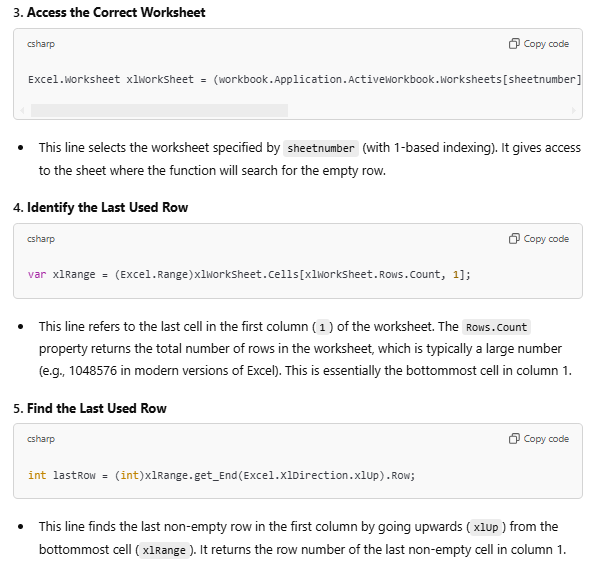 3. Access the Correct Worksheet
csharp
Copy code
Excel.Worksheet xlWorkSheet = (workbook.Application.ActiveWorkbook.Worksheets[sheetnumber]
• This line selects the worksheet specified by sheetnumber (with 1-based indexing). It gives access
to the sheet where the function will search for the empty row.
4. Identify the Last Used Row
csharp
Copy code
var xlRange = (Excel.Range)xlWorkSheet.Cells[xlWorkSheet.Rows.Count, 1];
• This line refers to the last cell in the first column (1) of the worksheet. The Rows.Count
property returns the total number of rows in the worksheet, which is typically a large number
(e.g., 1048576 in modern versions of Excel). This is essentially the bottommost cell in column 1.
5. Find the Last Used Row
csharp
Copy code
int lastRow = (int)xlRange.get_End(Excel.XlDirection.xlUp).Row;
• This line finds the last non-empty row in the first column by going upwards (xlUp) from the
bottommost cell (xlRange). It returns the row number of the last non-empty cell in column 1.